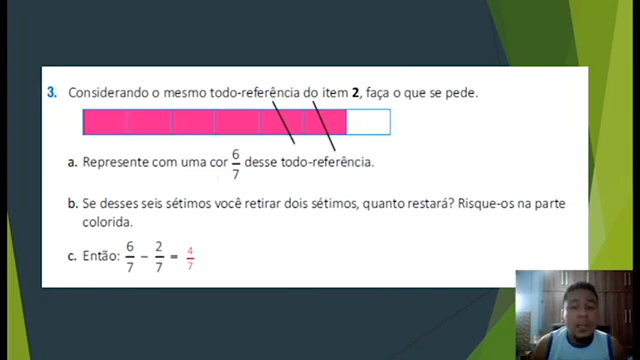 3. Considerando o mesmo todo-referência do item 2, faça o que se pede.
a. Represente com uma cor 6/7 desse todo-referência.
b. Se desses seis sétimos você retirar dois sétimos, quanto restará? Risque-os na parte
colorida.
c. Então: 6/7 − 2/7 = 4/7